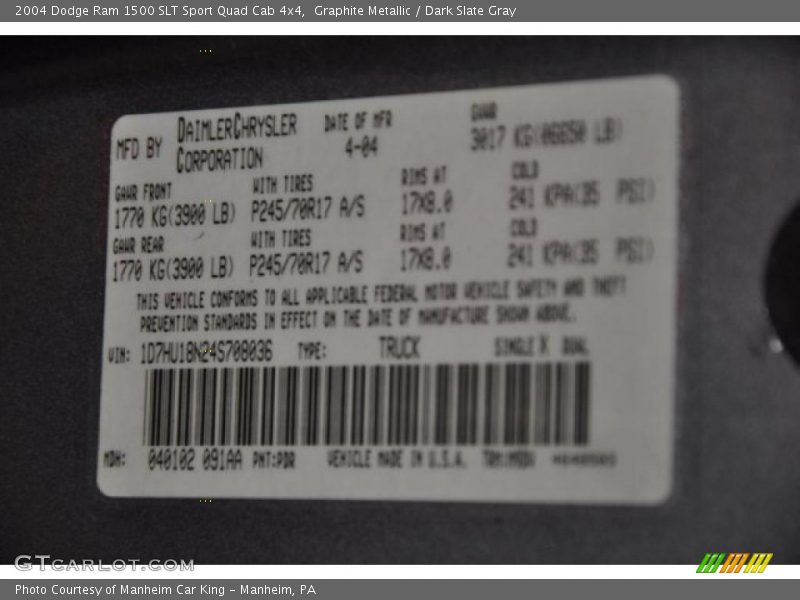 2004 Dodge Ram 1500 SLT Sport Quad Cab 4x4,  Graphite Metallic / Dark Slate Gray
MFD BY DAIMLERCHRYSLER CORPORATION DATE OF MFR 4-04 GVWR 3017 KG(06650 LB)
GAWR FRONT WITH TIRES RIMS AT COLD
1770 KG(3900 LB) P245/70R17 A/S 17X8.0 241 KPA(35 PSI)
GAWR REAR WITH TIRES RIMS AT COLD
1770 KG(3900 LB) P245/70R17 A/S 17X8.0 241 KPA(35 PSI)
THIS VEHICLE CONFORMS TO ALL APPLICABLE FEDERAL MOTOR VEHICLE SAFETY AND THEFT
PREVENTION STANDARDS IN EFFECT ON THE DATE OF MANUFACTURE SHOWN ABOVE.
VIN: 1D7HU18N24S708036 TYPE: TRUCK SINGLE X DUAL
MDH: 040102 091AA PNT:PDR VEHICLE MADE IN U.S.A.
GTcarlot.com
Photo Courtesy of Manheim Car King - Manheim, PA